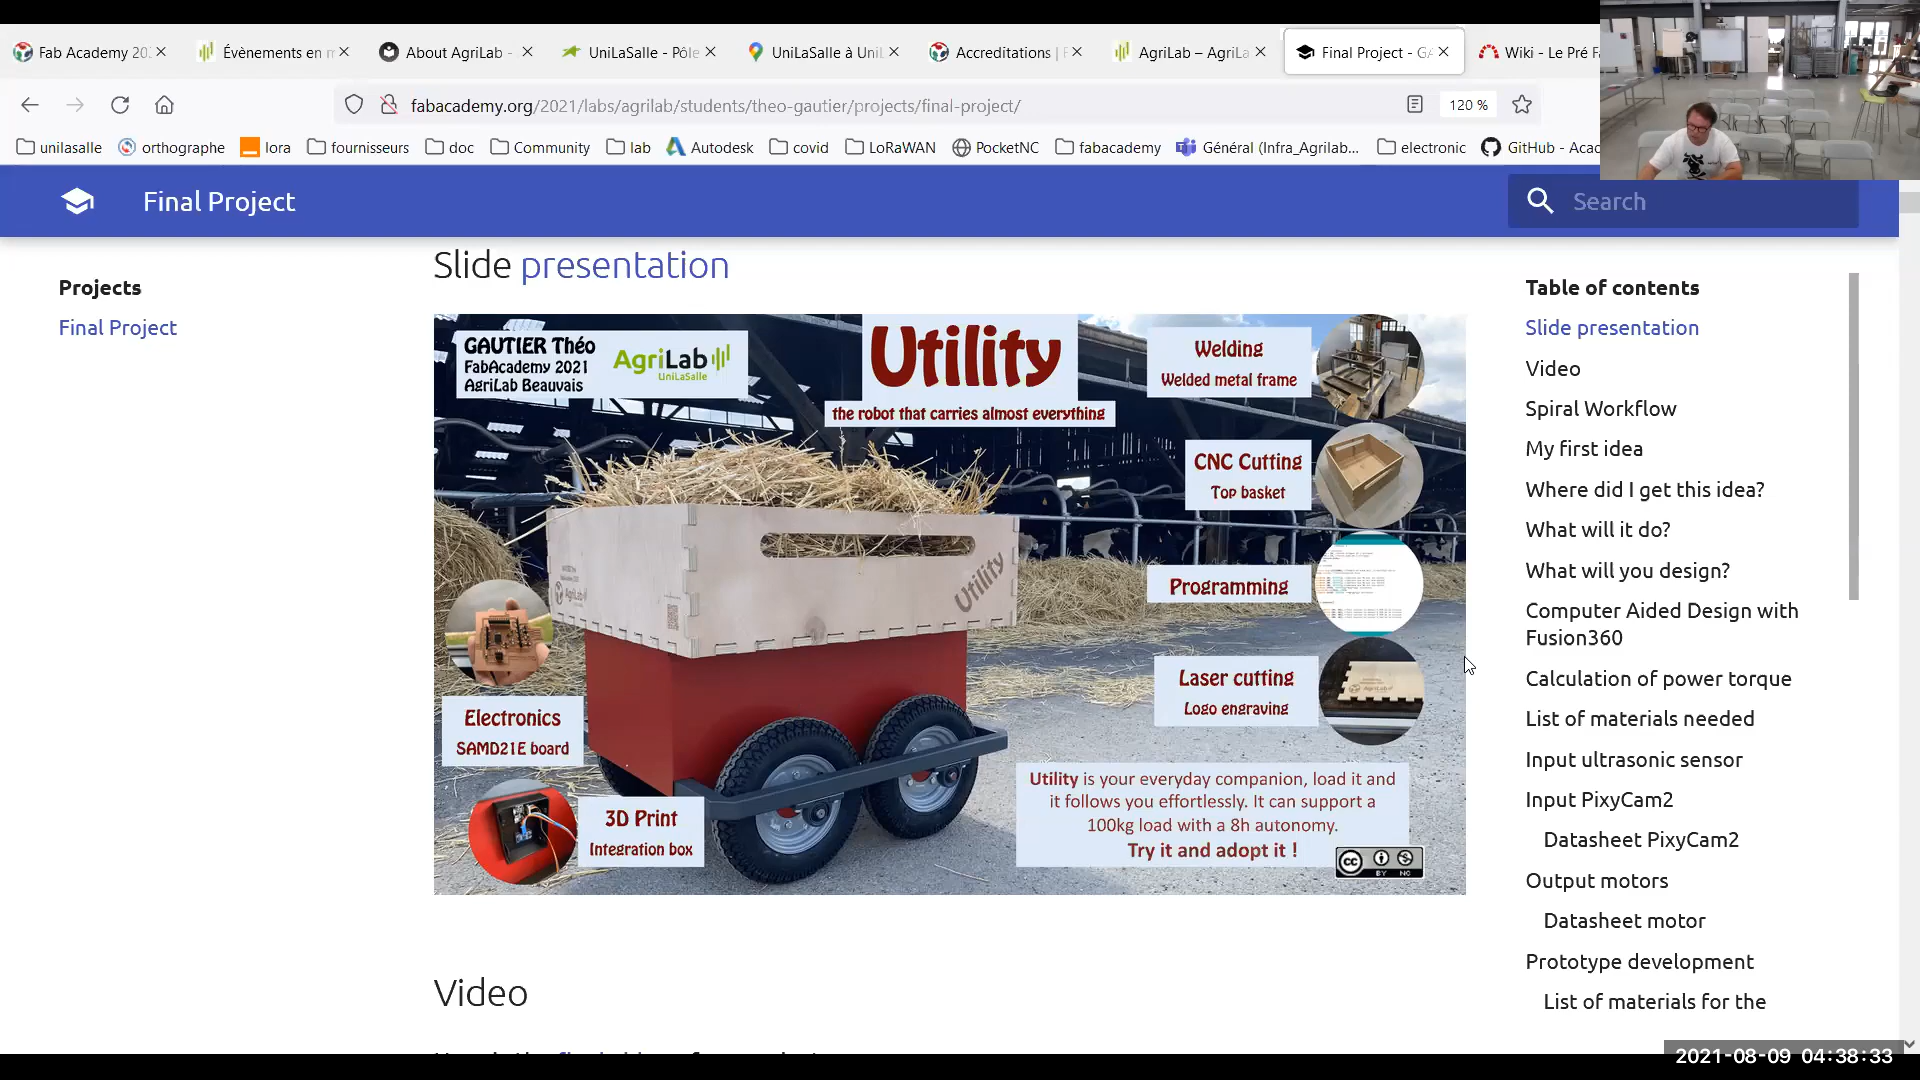 Fab Academy 20
Évènements en r
About AgriLab -
UniLaSalle - Pôle
UniLaSalle à Unil
Accreditations |
AgriLab – AgriLa
Final Project - GA
Wiki - Le Pré F
fabacademy.org/2021/labs/agrilab/students/theo-gautier/projects/final-project/
120 %
unilasalle
orthographe
lora
fournisseurs
doc
Community
lab
Autodesk
covid
LoRaWAN
PocketNC
fabacademy
Général (Infra_Agrilab...
electronic
GitHub - Acad
Final Project
Search
Projects
Final Project
Slide presentation
GAUTIER Théo
FabAcademy 2021
AgriLab Beauvais
AgriLab
UniLaSalle
Utility
the robot that carries almost everything
Welding
Welded metal frame
CNC Cutting
Top basket
Programming
Laser cutting
Logo engraving
Utility
AgriLab
Electronics
SAMD21E board
3D Print
Integration box
Utility is your everyday companion, load it and
it follows you effortlessly. It can support a
100kg load with a 8h autonomy.
Try it and adopt it !
cc
BY NC
Video
Table of contents
Slide presentation
Video
Spiral Workflow
My first idea
Where did I get this idea?
What will it do?
What will you design?
Computer Aided Design with
Fusion360
Calculation of power torque
List of materials needed
Input ultrasonic sensor
Input PixyCam2
Datasheet PixyCam2
Output motors
Datasheet motor
Prototype development
List of materials for the
2021-08-09 04:38:33